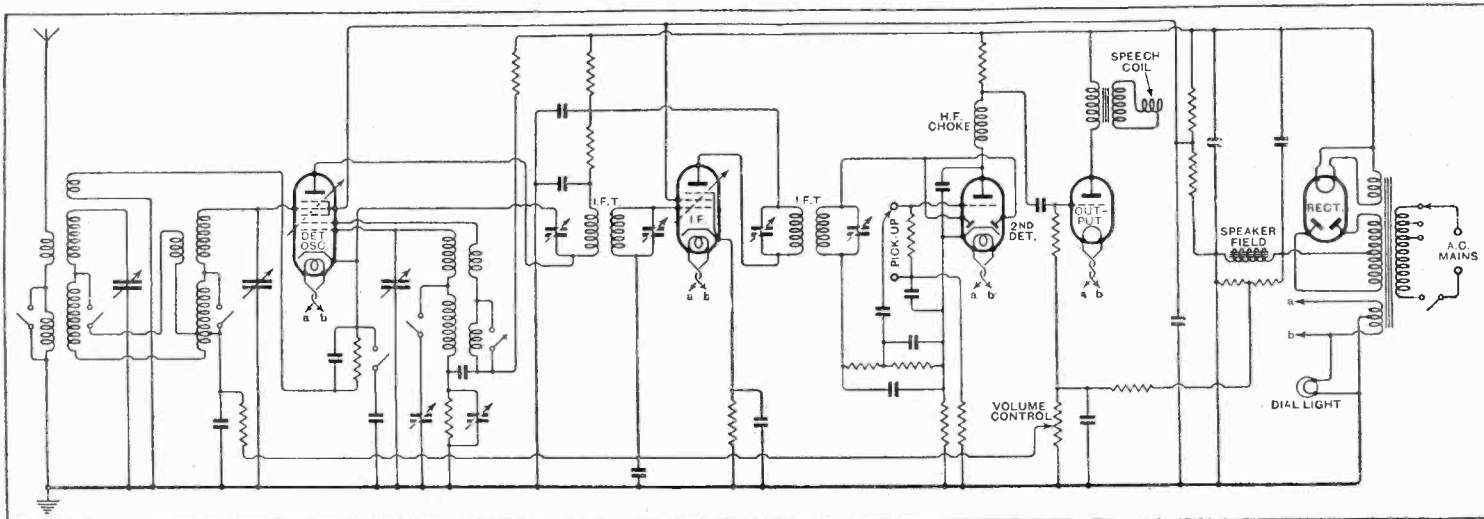 SPEECH
COIL
H.F.
CHOKE
DET
OSC.
a b
I.F.T.
I.F.
a b
I.F.T
PICK-UP
2ND
DET.
a b
OUT-
PUT
a b
RECT.
SPEAKER
FIELD
A.C.
MAINS
a
b
VOLUME
CONTROL
DIAL LIGHT